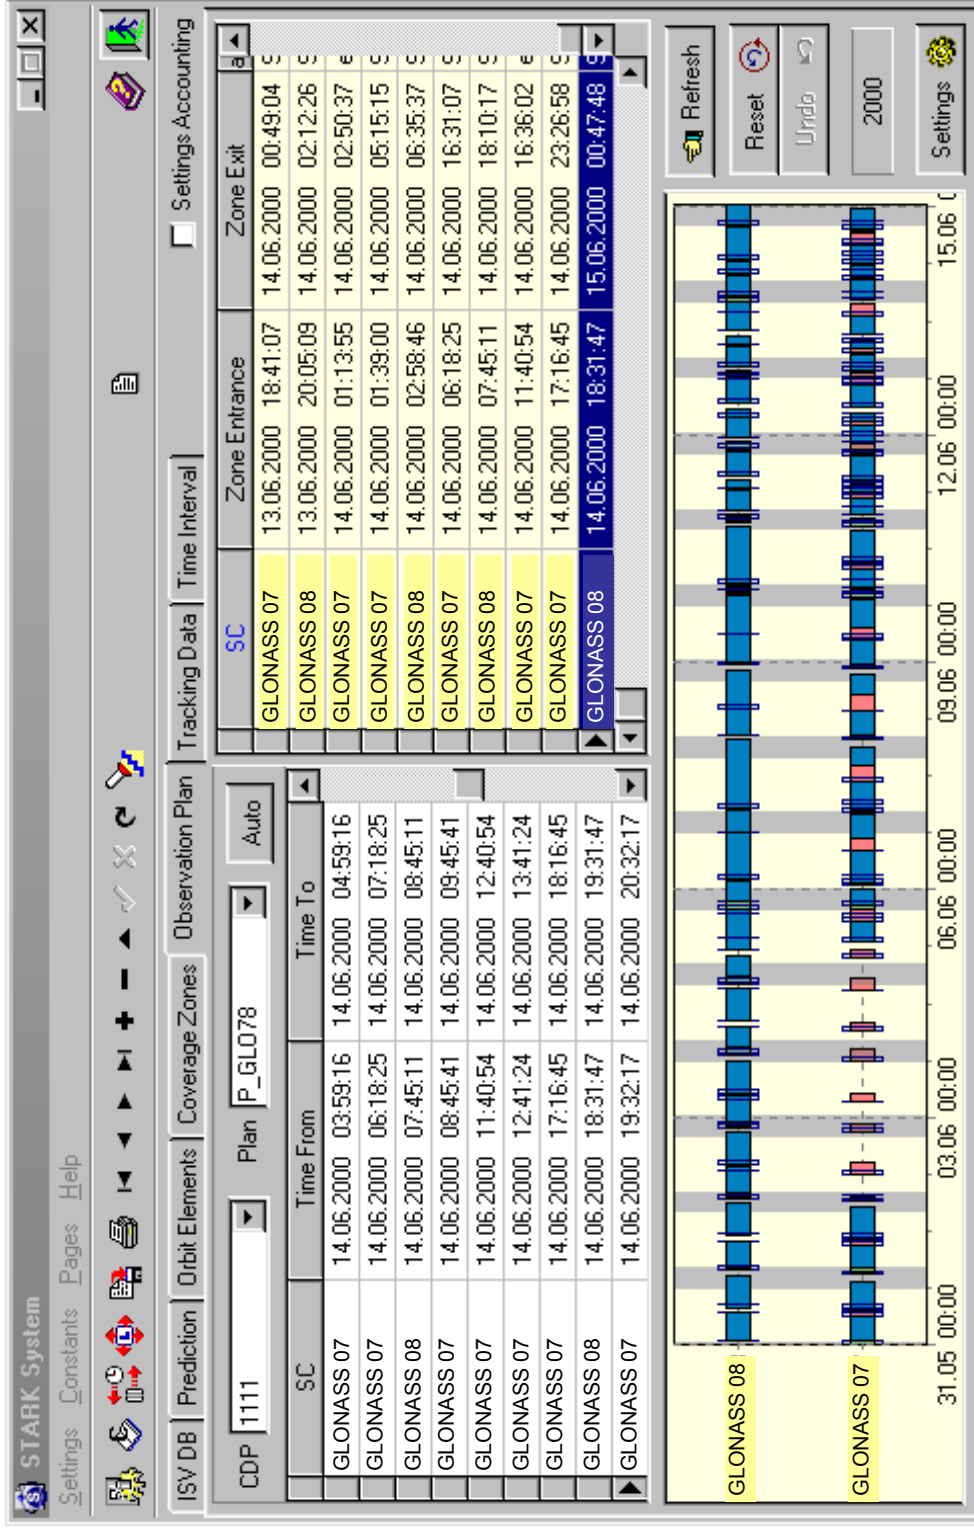 STARK System
Settings Constants Pages Help
ISV DB Prediction Orbit Elements Coverage Zones Observation Plan Tracking Data Time Interval
Settings Accounting
CDP 1111 Plan P_GLO78 Auto
SC Time From Time To
GLONASS 07 14.06.2000 03:59:16 14.06.2000 04:59:16
GLONASS 07 14.06.2000 06:18:25 14.06.2000 07:18:25
GLONASS 08 14.06.2000 07:45:11 14.06.2000 08:45:11
GLONASS 07 14.06.2000 08:45:41 14.06.2000 09:45:41
GLONASS 07 14.06.2000 11:40:54 14.06.2000 12:40:54
GLONASS 07 14.06.2000 12:41:24 14.06.2000 13:41:24
GLONASS 07 14.06.2000 17:16:45 14.06.2000 18:16:45
GLONASS 08 14.06.2000 18:31:47 14.06.2000 19:31:47
GLONASS 07 14.06.2000 19:32:17 14.06.2000 20:32:17
SC Zone Entrance Zone Exit a
GLONASS 07 13.06.2000 18:41:07 14.06.2000 00:49:04 S
GLONASS 08 13.06.2000 20:05:09 14.06.2000 02:12:26 S
GLONASS 07 14.06.2000 01:13:55 14.06.2000 02:50:37 e
GLONASS 07 14.06.2000 01:39:00 14.06.2000 05:15:15 S
GLONASS 08 14.06.2000 02:58:46 14.06.2000 06:35:37 S
GLONASS 07 14.06.2000 06:18:25 14.06.2000 16:31:07 S
GLONASS 08 14.06.2000 07:45:11 14.06.2000 18:10:17 S
GLONASS 07 14.06.2000 11:40:54 14.06.2000 16:36:02 e
GLONASS 07 14.06.2000 17:16:45 14.06.2000 23:26:58 S
GLONASS 08 14.06.2000 18:31:47 15.06.2000 00:47:48 S
GLONASS 08
GLONASS 07
31.05 00:00 03.06 00:00 06.06 00:00 09.06 00:00 12.06 00:00 15.06
Refresh
Reset
Undo
2000
Settings